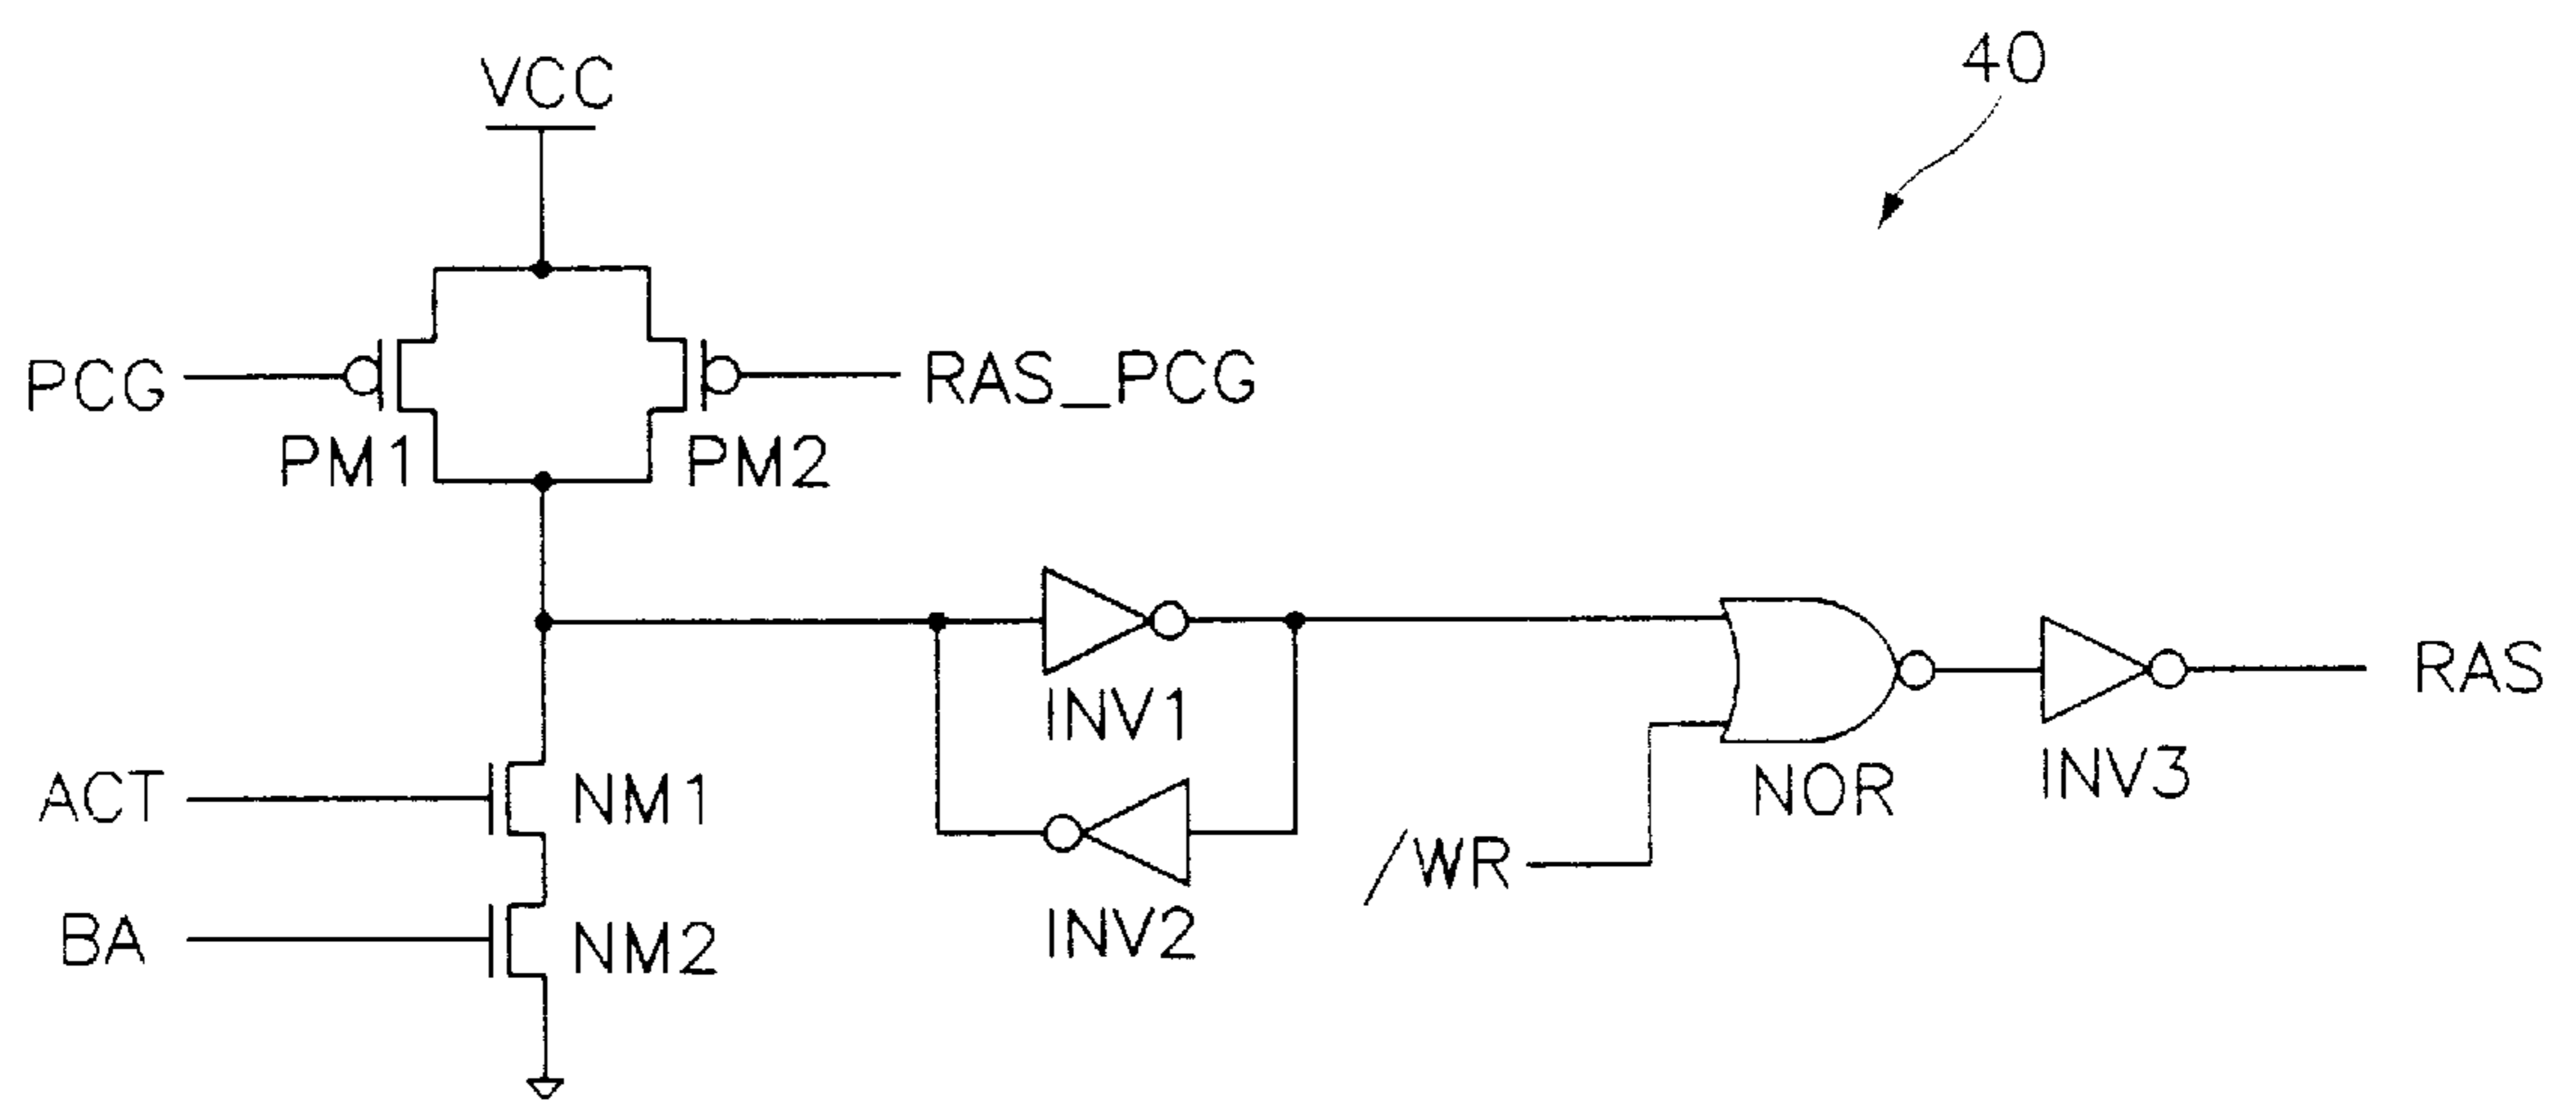 40
VCC
PCG
RAS_PCG
PM1
PM2
INV1
RAS
ACT
NM1
NOR
INV3
/WR
BA
NM2
INV2